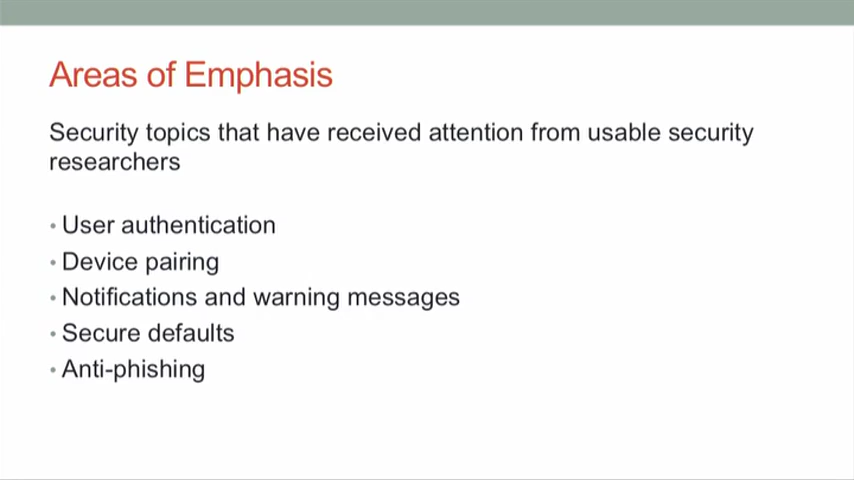 Areas of Emphasis
Security topics that have received attention from usable security
researchers
• User authentication
• Device pairing
• Notifications and warning messages
• Secure defaults
• Anti-phishing